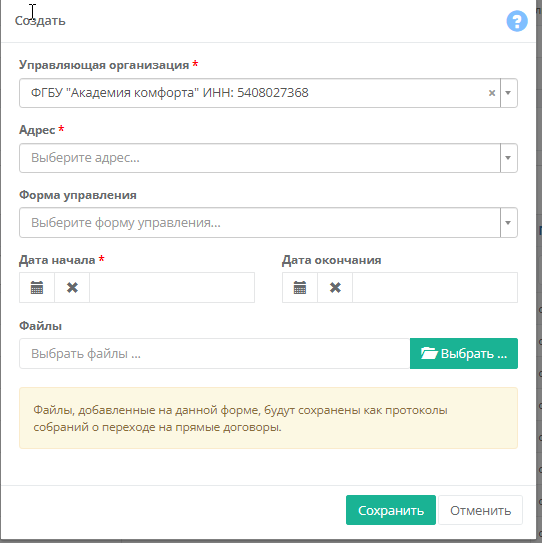 Создать
?
Управляющая организация *
ФГБУ "Академия комфорта" ИНН: 5408027368 ×
Адрес *
Выберите адрес...
Форма управления
Выберите форму управления...
Дата начала * Дата окончания
Файлы
Выбрать файлы ... Выбрать ...
Файлы, добавленные на данной форме, будут сохранены как протоколы
собраний о переходе на прямые договоры.
Сохранить Отменить